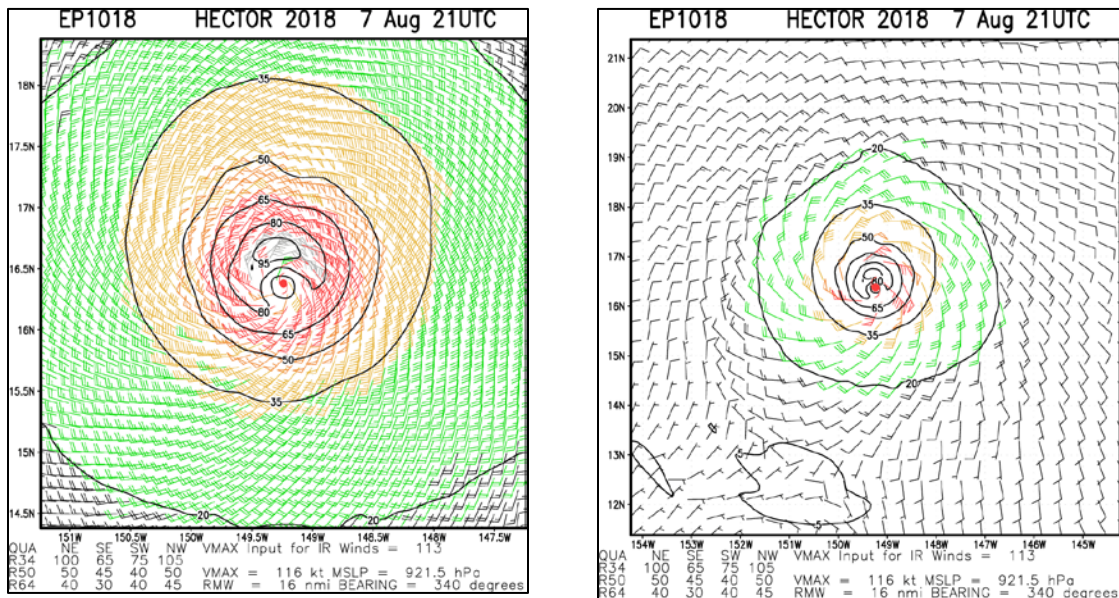 EP1018 HECTOR 2018 7 Aug 21UTC
18N
17.5N
17N
16.5N
16N
15.5N
15N
14.5N
151W 150.5W 150W 149.5W 149W 148.5W 148W 147.5W
35
50
65
80
95
80
65
50
35
20
20
QUA NE SE SW NW VMAX Input for IR Winds = 113
R34 100 65 75 105
R50 50 45 40 50 VMAX = 116 kt MSLP = 921.5 hPa
R64 40 30 40 45 RMW = 16 nmi BEARING = 340 degrees
EP1018 HECTOR 2018 7 Aug 21UTC
21N
20N
19N
18N
17N
16N
15N
14N
13N
12N
154W 153W 152W 151W 150W 149W 148W 147W 146W 145W
20
35
50
80
65
35
20
5
5
QUA NE SE SW NW VMAX Input for IR Winds = 113
R34 100 65 75 105
R50 50 45 40 50 VMAX = 116 kt MSLP = 921.5 hPa
R64 40 30 40 45 RMW = 16 nmi BEARING = 340 degrees